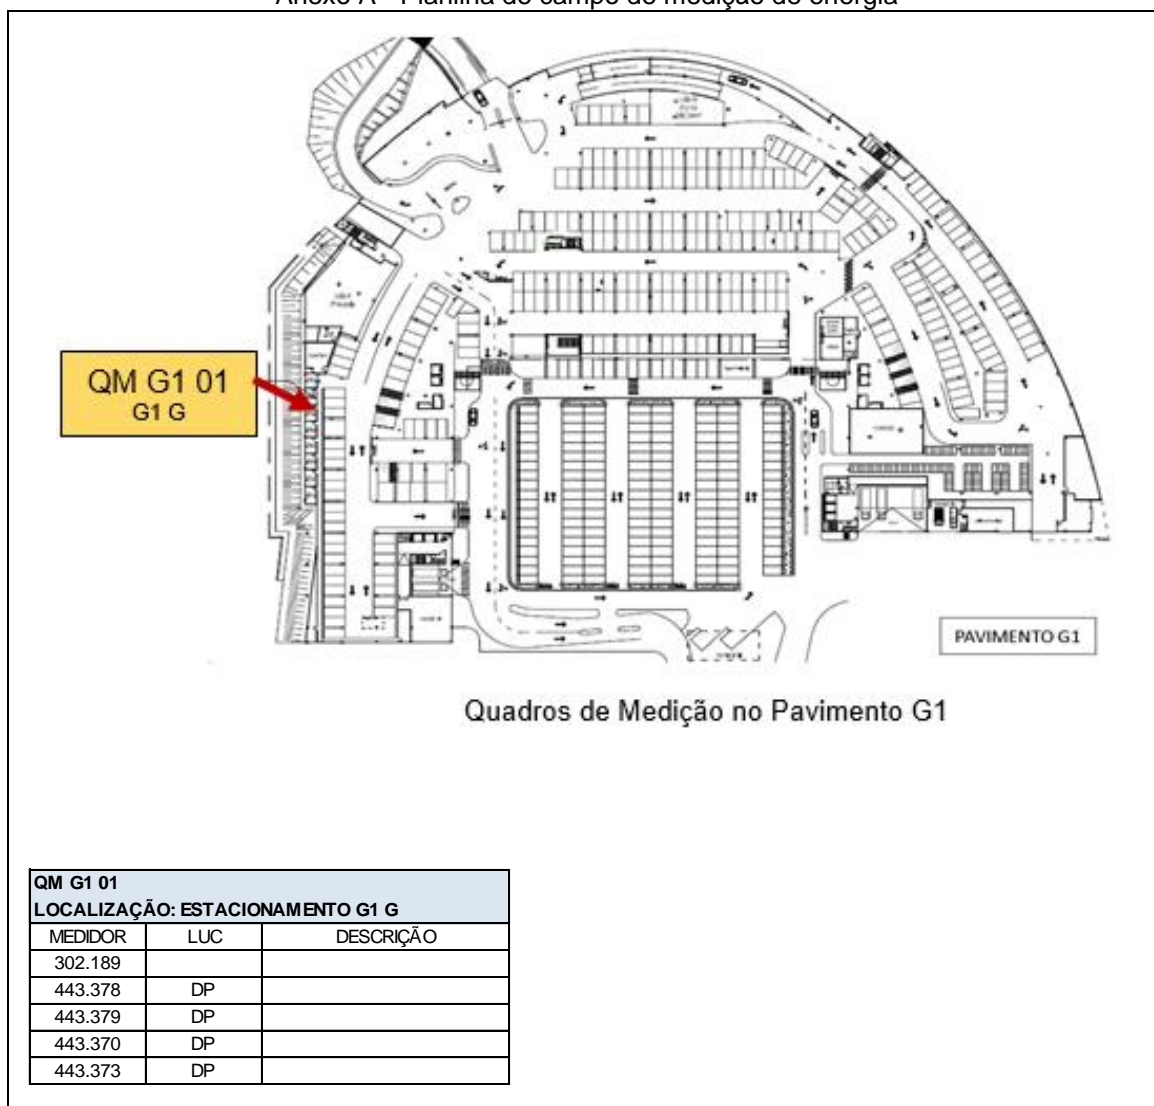 Anexo A - Planilha de campo de medição de energia
QM G1 01
G1 G
PAVIMENTO G1
Quadros de Medição no Pavimento G1
QM G1 01
LOCALIZAÇÃO: ESTACIONAMENTO G1 G
MEDIDOR LUC DESCRIÇÃO
302.189
443.378 DP
443.379 DP
443.370 DP
443.373 DP